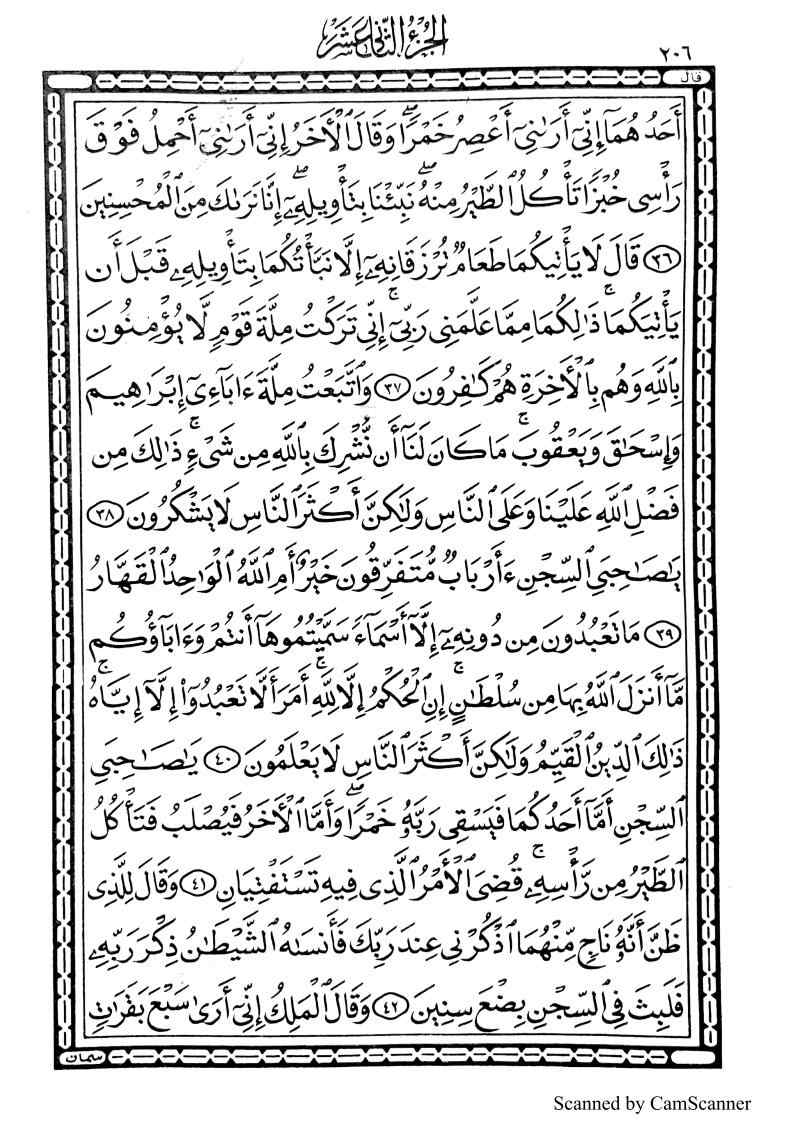 ٢٠٦
الجزء الثاني عشر
قال
أَحَدُهُمَآ إِنِّيٓ أَرَىٰنِيٓ أَعْصِرُ خَمْرًاۖ وَقَالَ ٱلْأَخَرُ إِنِّيٓ أَرَىٰنِيٓ أَحْمِلُ فَوْقَ
رَأْسِى خُبْزًا تَأْكُلُ ٱلطَّيْرُ مِنْهُۖ نَبِّئْنَا بِتَأْوِيلِهِۦٓۖ إِنَّا نَرَىٰكَ مِنَ ٱلْمُحْسِنِينَ
٣٦ قَالَ لَا يَأْتِيكُمَا طَعَامٌ تُرْزَقَانِهِۦٓ إِلَّا نَبَّأْتُكُمَا بِتَأْوِيلِهِۦ قَبْلَ أَن
يَأْتِيَكُمَاۚ ذَٰلِكُمَا مِمَّا عَلَّمَنِى رَبِّىٓۚ إِنِّى تَرَكْتُ مِلَّةَ قَوْمٍ لَّا يُؤْمِنُونَ
بِٱللَّهِ وَهُم بِٱلْأَخِرَةِ هُمْ كَٰفِرُونَ ٣٧ وَٱتَّبَعْتُ مِلَّةَ ءَابَآءِىٓ إِبْرَٰهِيمَ
وَإِسْحَٰقَ وَيَعْقُوبَۚ مَا كَانَ لَنَآ أَن نُّشْرِكَ بِٱللَّهِ مِن شَىْءٍۚ ذَٰلِكَ مِن
فَضْلِ ٱللَّهِ عَلَيْنَا وَعَلَى ٱلنَّاسِ وَلَٰكِنَّ أَكْثَرَ ٱلنَّاسِ لَا يَشْكُرُونَ ٣٨
يَٰصَٰحِبَىِ ٱلسِّجْنِ ءَأَرْبَابٌ مُّتَفَرِّقُونَ خَيْرٌ أَمِ ٱللَّهُ ٱلْوَٰحِدُ ٱلْقَهَّارُ
٣٩ مَا تَعْبُدُونَ مِن دُونِهِۦٓ إِلَّآ أَسْمَآءً سَمَّيْتُمُوهَآ أَنتُمْ وَءَابَآؤُكُم
مَّآ أَنزَلَ ٱللَّهُ بِهَا مِن سُلْطَٰنٍۚ إِنِ ٱلْحُكْمُ إِلَّا لِلَّهِۚ أَمَرَ أَلَّا تَعْبُدُوٓا۟ إِلَّآ إِيَّاهُۚ
ذَٰلِكَ ٱلدِّينُ ٱلْقَيِّمُ وَلَٰكِنَّ أَكْثَرَ ٱلنَّاسِ لَا يَعْلَمُونَ ٤٠ يَٰصَٰحِبَىِ
ٱلسِّجْنِ أَمَّآ أَحَدُكُمَا فَيَسْقِى رَبَّهُۥ خَمْرًاۖ وَأَمَّا ٱلْأَخَرُ فَيُصْلَبُ فَتَأْكُلُ
ٱلطَّيْرُ مِن رَّأْسِهِۦۚ قُضِىَ ٱلْأَمْرُ ٱلَّذِى فِيهِ تَسْتَفْتِيَانِ ٤١ وَقَالَ لِلَّذِى
ظَنَّ أَنَّهُۥ نَاجٍ مِّنْهُمَا ٱذْكُرْنِى عِندَ رَبِّكَ فَأَنسَىٰهُ ٱلشَّيْطَٰنُ ذِكْرَ رَبِّهِۦ
فَلَبِثَ فِى ٱلسِّجْنِ بِضْعَ سِنِينَ ٤٢ وَقَالَ ٱلْمَلِكُ إِنِّىٓ أَرَىٰ سَبْعَ بَقَرَٰتٍ
سمان
Scanned by CamScanner